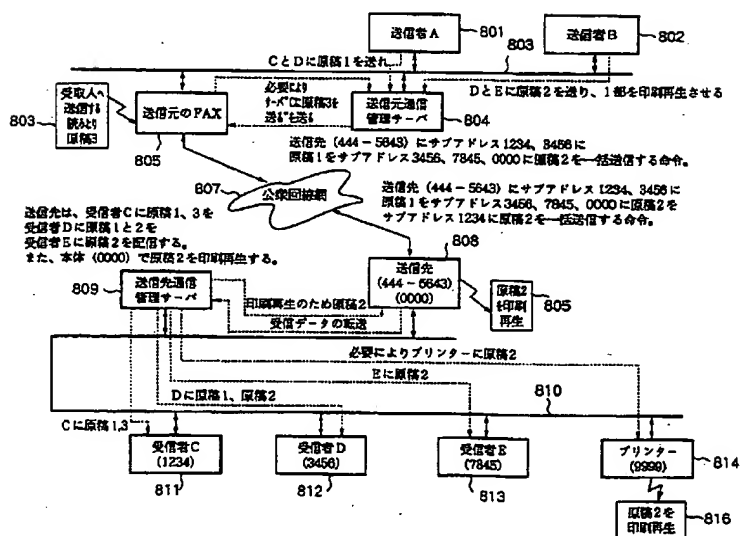 送信者A
801
送信者B
802
803
CとDに原稿1を送れ
DとEに原稿2を送り、1部を印刷再生させる
受取人へ
送信する
読みとり
原稿3
803
送信元のFAX
805
必要により
サーバに原稿3を
送る"を送る
送信元通信
管理サーバ
804
送信先(444-5643)にサブアドレス1234、3456に
原稿1をサブアドレス3456、7845、0000に原稿2を一括送信する命令。
807
公衆回線網
送信先(444-5643)にサブアドレス1234、3456に
原稿1をサブアドレス3456、7845、0000に原稿2を
サブアドレス1234に原稿2を一括送信する命令。
送信先は、受信者Cに原稿1、3を
受信者Dに原稿1と2を
受信者Eに原稿2を配信する。
また、本体(0000)で原稿2を印刷再生する。
808
送信先
(444-5643)
(0000)
809
送信先通信
管理サーバ
印刷再生のため原稿2
受信データの転送
原稿2
を印刷
再生
805
必要によりプリンターに原稿2
Eに原稿2
Dに原稿1、原稿2
Cに原稿1,3
810
受信者C
(1234)
811
受信者D
(3456)
812
受信者E
(7845)
813
プリンター
(9999)
814
原稿2を
印刷再生
816